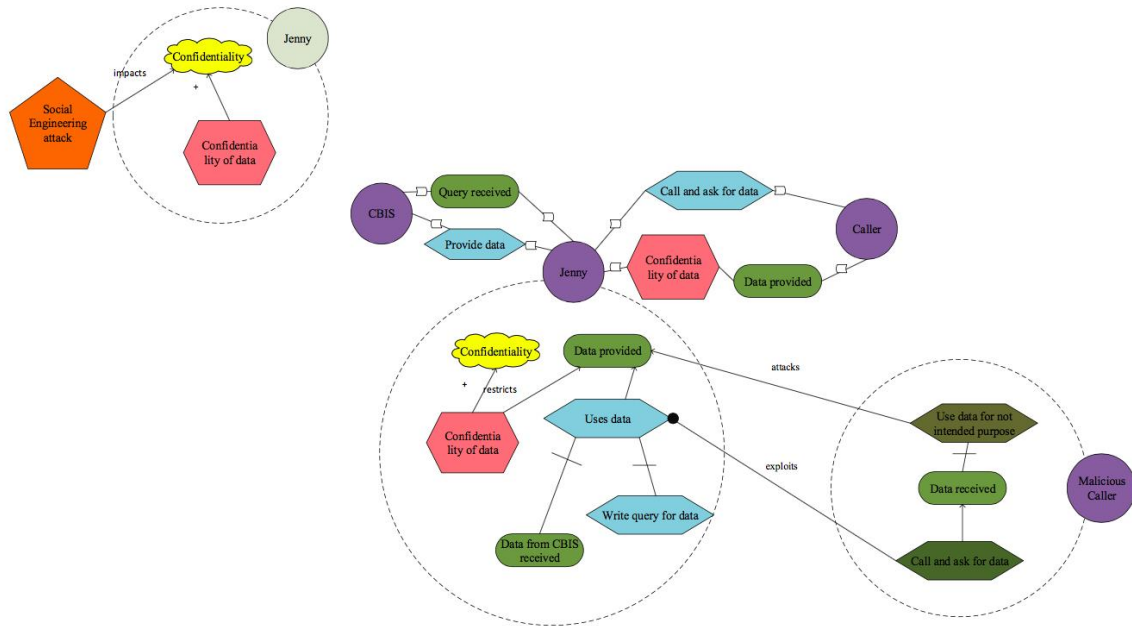 Jenny
Confidentiality
impacts
+
Social
Engineering
attack
Confidentia
lity of data
Query received
Call and ask for data
CBIS
Caller
Provide data
Jenny
Confidentia
lity of data
Data provided
Confidentiality
Data provided
attacks
+
restricts
Uses data
Use data for not
intended purpose
Confidentia
lity of data
exploits
Data received
Malicious
Caller
Write query for data
Data from CBIS
received
Call and ask for data